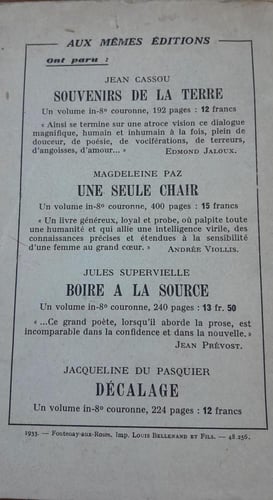 AUX MÊMES ÉDITIONS
Ont paru :
JEAN CASSOU
SOUVENIRS DE LA TERRE
Un volume in-8º couronne, 192 pages : 12 francs
« Ainsi se termine sur une atroce vision ce dialogue
magnifique, humain et inhumain à la fois, plein de
douceur, de poésie, de vociférations, de terreurs,
d'angoisses, d'amour... » EDMOND JALOUX.
MAGDELEINE PAZ
UNE SEULE CHAIR
Un volume in-8º couronne, 400 pages : 15 francs
« Un livre généreux, loyal et probe, où palpite toute
une humanité et qui allie une intelligence virile, des
connaissances précises et étendues à la sensibilité
d'une femme au grand cœur. » ANDRÉE VIOLLIS.
JULES SUPERVIELLE
BOIRE A LA SOURCE
Un volume in-8º couronne, 240 pages : 13 fr. 50
« ...Ce grand poète, lorsqu'il aborde la prose, est
incomparable dans la confidence et dans la nouvelle. »
JEAN PRÉVOST.
JACQUELINE DU PASQUIER
DÉCALAGE
Un volume in-8º couronne, 224 pages : 12 francs
1933. — Fontenay-aux-Roses, imp. LOUIS BELLENAND ET FILS. — 48.256.